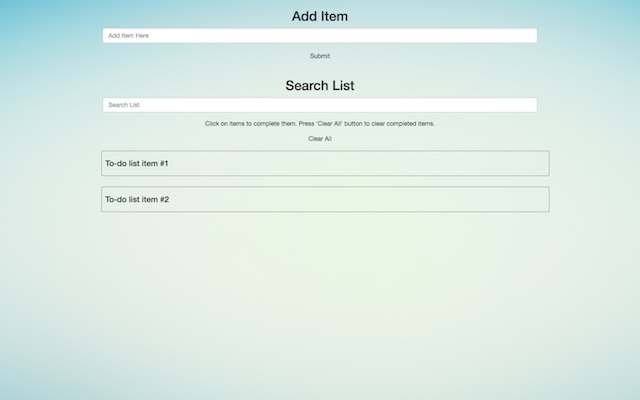 Add Item
Add Item Here
Submit
Search List
Search List
Click on items to complete them. Press 'Clear All' button to clear completed items.
Clear All
To-do list item #1
To-do list item #2